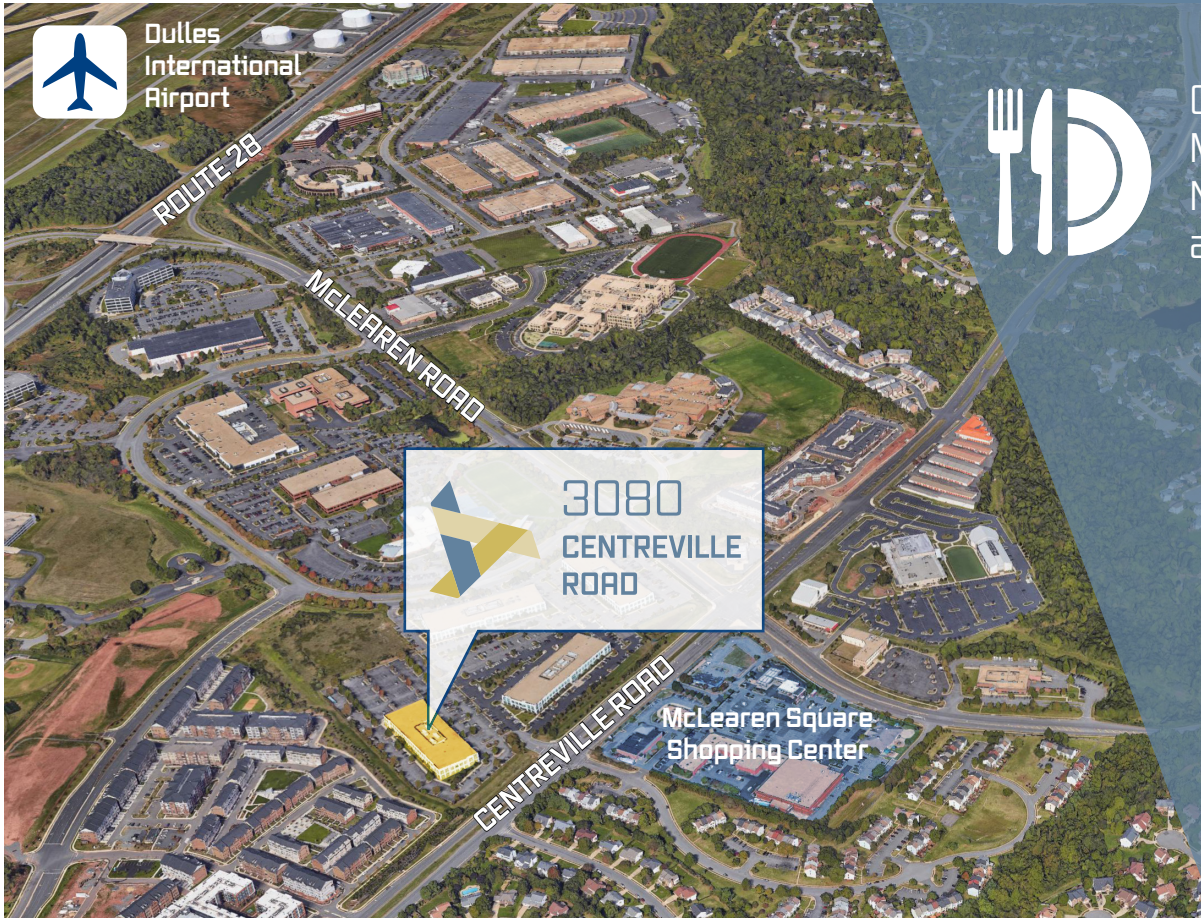 Dulles
International
Airport
ROUTE 28
MCLEAREN ROAD
3080
CENTREVILLE
ROAD
CENTREVILLE ROAD
McLearen Square
Shopping Center